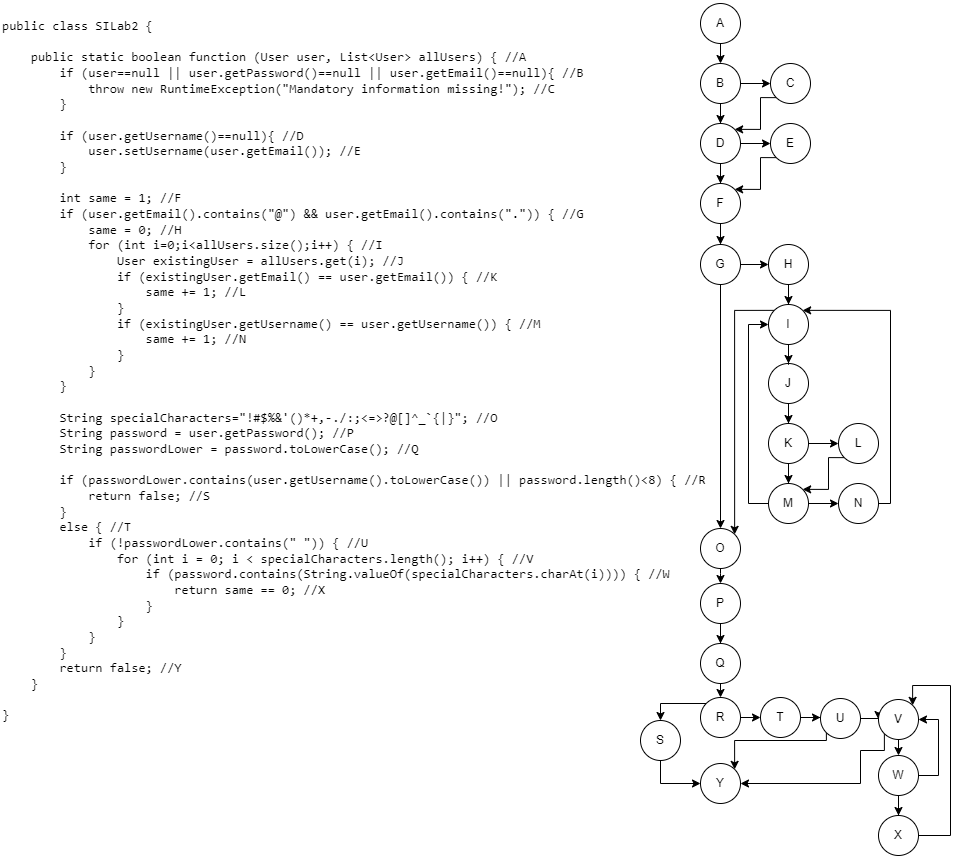 public class SILab2 {
public static boolean function (User user, List<User> allUsers) { //A
if (user==null || user.getPassword()==null || user.getEmail()==null){ //B
throw new RuntimeException("Mandatory information missing!"); //C
}
if (user.getUsername()==null){ //D
user.setUsername(user.getEmail()); //E
}
int same = 1; //F
if (user.getEmail().contains("@") && user.getEmail().contains(".")) { //G
same = 0; //H
for (int i=0;i<allUsers.size();i++) { //I
User existingUser = allUsers.get(i); //J
if (existingUser.getEmail() == user.getEmail()) { //K
same += 1; //L
}
if (existingUser.getUsername() == user.getUsername()) { //M
same += 1; //N
}
}
}
String specialCharacters="!#$%&'()*+,-./:;<=>?@[]^_`{|}"; //O
String password = user.getPassword(); //P
String passwordLower = password.toLowerCase(); //Q
if (passwordLower.contains(user.getUsername().toLowerCase()) || password.length()<8) { //R
return false; //S
}
else { //T
if (!passwordLower.contains(" ")) { //U
for (int i = 0; i < specialCharacters.length(); i++) { //V
if (password.contains(String.valueOf(specialCharacters.charAt(i)))) { //W
return same == 0; //X
}
}
}
}
return false; //Y
}
}
A
B C
D E
F
G H
I
J
K L
M N
O
P
Q
R T U V
S
Y W
X